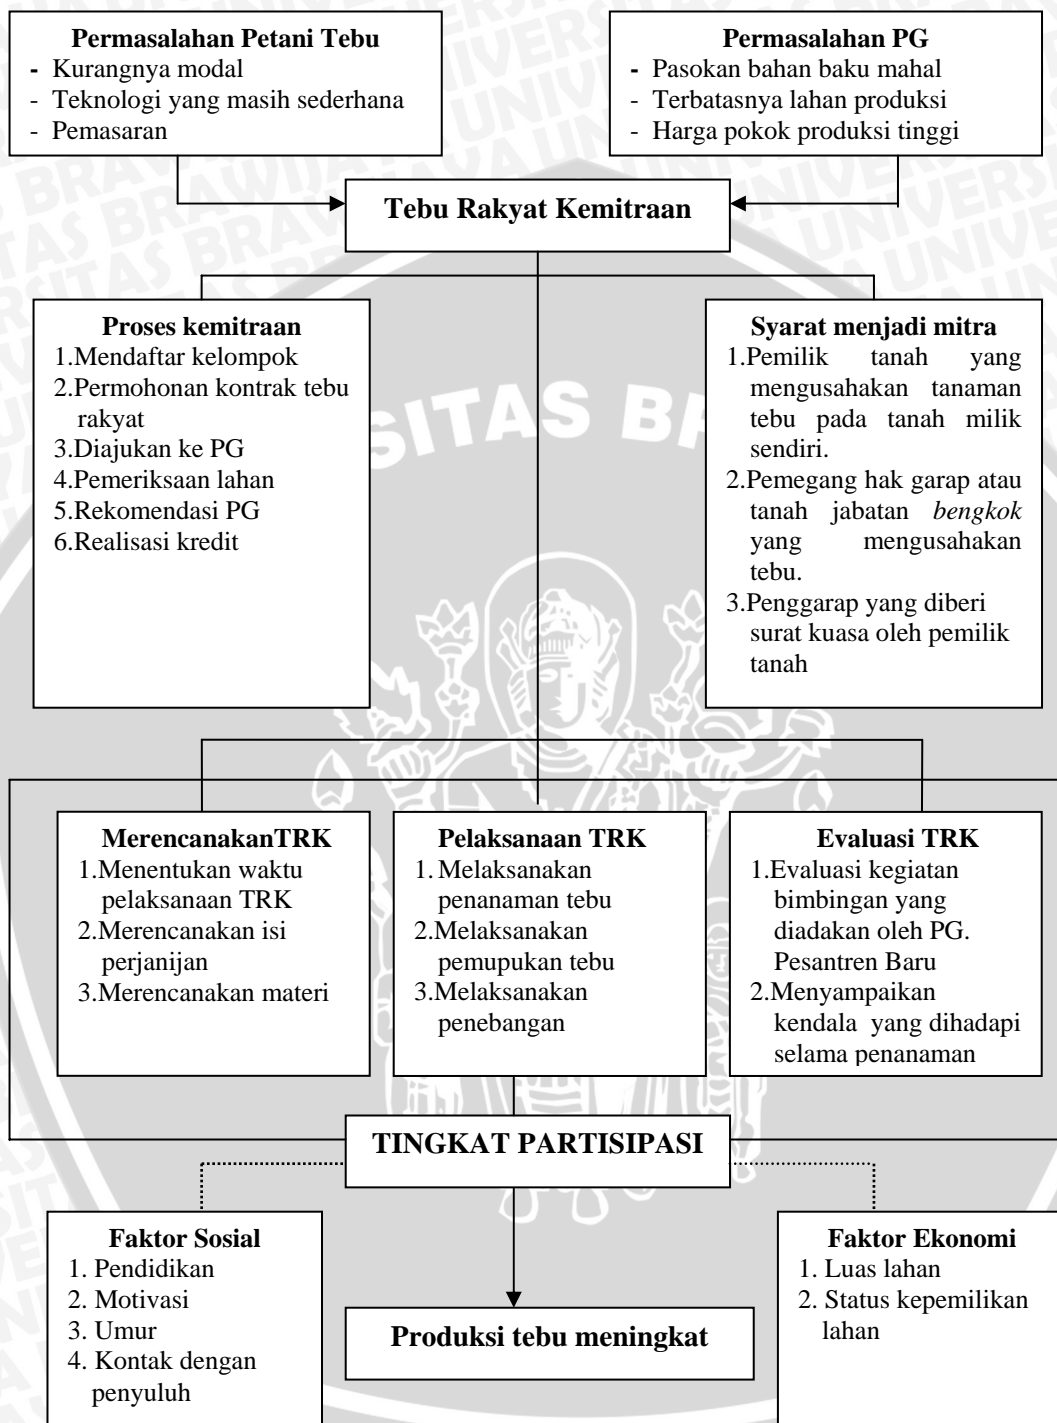 Permasalahan Petani Tebu
- Kurangnya modal
- Teknologi yang masih sederhana
- Pemasaran
Permasalahan PG
- Pasokan bahan baku mahal
- Terbatasnya lahan produksi
- Harga pokok produksi tinggi
Tebu Rakyat Kemitraan
Proses kemitraan
1.Mendaftar kelompok
2.Permohonan kontrak tebu
rakyat
3.Diajukan ke PG
4.Pemeriksaan lahan
5.Rekomendasi PG
6.Realisasi kredit
Syarat menjadi mitra
1.Pemilik tanah yang
mengusahakan tanaman
tebu pada tanah milik
sendiri.
2.Pemegang hak garap atau
tanah jabatan bengkok
yang mengusahakan
tebu.
3.Penggarap yang diberi
surat kuasa oleh pemilik
tanah
SITAS BR
MerencanakanTRK
1.Menentukan waktu
pelaksanaan TRK
2.Merencanakan isi
perjanijan
3.Merencanakan materi
Pelaksanaan TRK
1. Melaksanakan
penanaman tebu
2.Melaksanakan
pemupukan tebu
3.Melaksanakan
penebangan
Evaluasi TRK
1.Evaluasi kegiatan
bimbingan yang
diadakan oleh PG.
Pesantren Baru
2.Menyampaikan
kendala yang dihadapi
selama penanaman
TINGKAT PARTISIPASI
Faktor Sosial
1. Pendidikan
2. Motivasi
3. Umur
4. Kontak dengan
penyuluh
Produksi tebu meningkat
Faktor Ekonomi
1. Luas lahan
2. Status kepemilikan
lahan